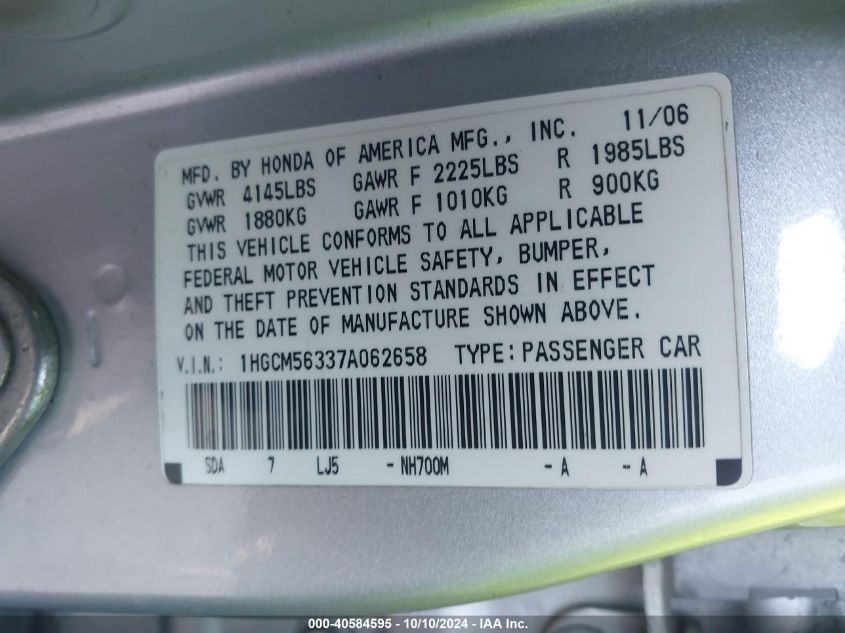 MFD. BY HONDA OF AMERICA MFG., INC. 11/06
GVWR 4145LBS GAWR F 2225LBS R 1985LBS
GVWR 1880KG GAWR F 1010KG R 900KG
THIS VEHICLE CONFORMS TO ALL APPLICABLE
FEDERAL MOTOR VEHICLE SAFETY, BUMPER,
AND THEFT PREVENTION STANDARDS IN EFFECT
ON THE DATE OF MANUFACTURE SHOWN ABOVE.
V.I.N.: 1HGCM56337A062658 TYPE: PASSENGER CAR
SDA 7 LJ5 - NH700M - A - A
000-40584595 - 10/10/2024 - IAA Inc.